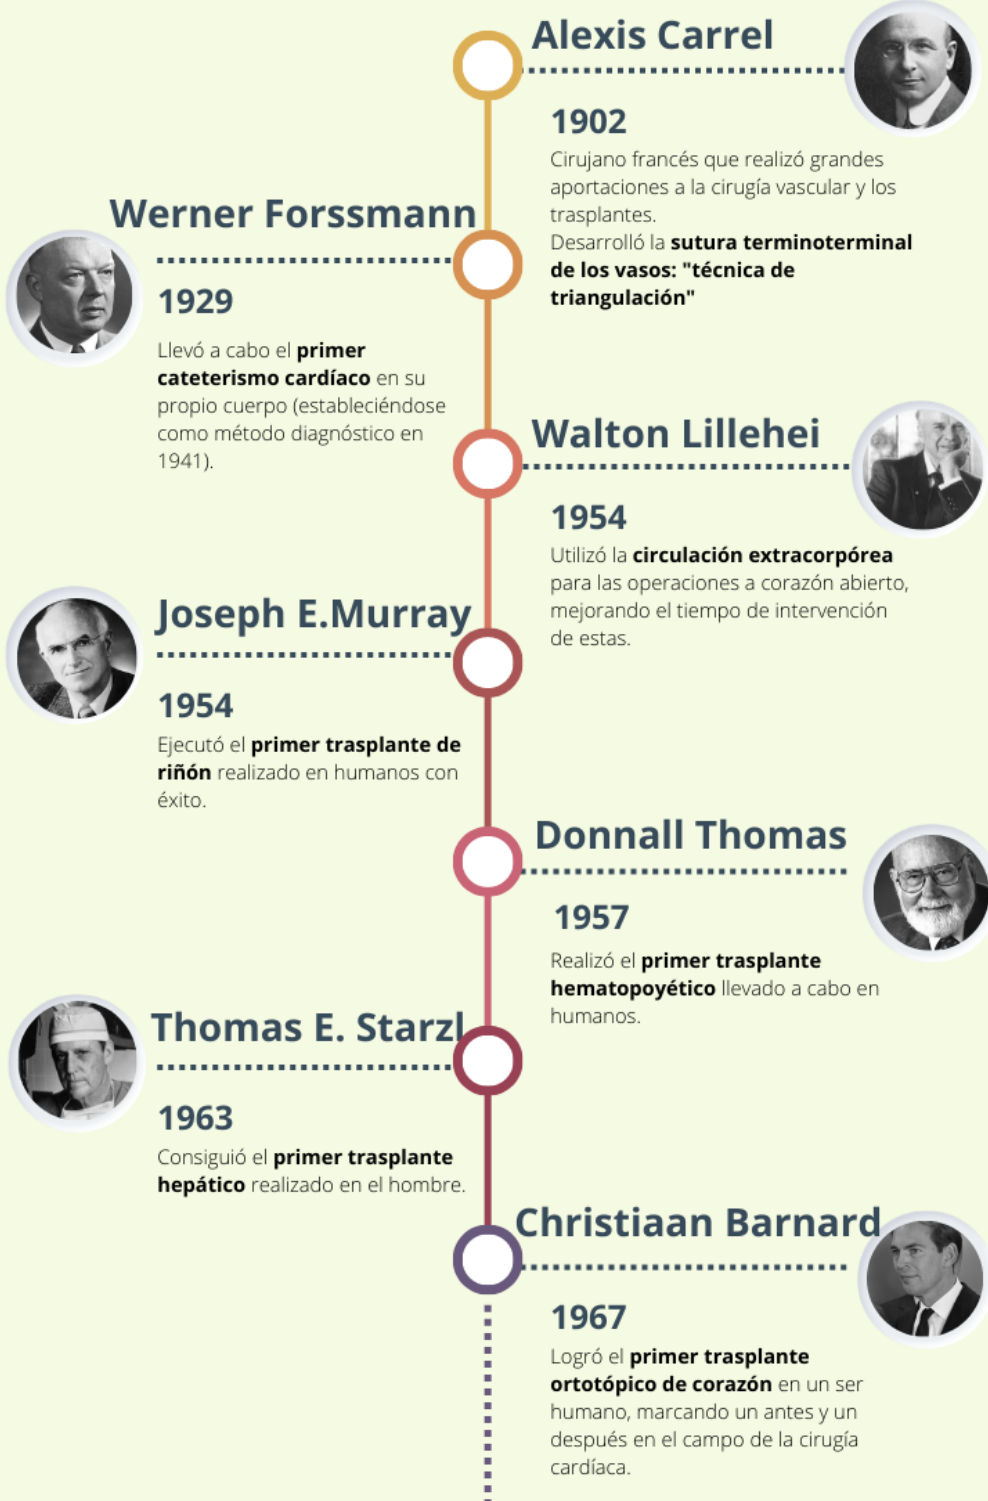 Alexis Carrel
1902
Cirujano francés que realizó grandes
aportaciones a la cirugía vascular y los
trasplantes.
Desarrolló la sutura terminoterminal
de los vasos: "técnica de
triangulación"
Werner Forssmann
1929
Llevó a cabo el primer
cateterismo cardíaco en su
propio cuerpo (estableciéndose
como método diagnóstico en
1941).
Walton Lillehei
1954
Utilizó la circulación extracorpórea
para las operaciones a corazón abierto,
mejorando el tiempo de intervención
de estas.
Joseph E.Murray
1954
Ejecutó el primer trasplante de
riñón realizado en humanos con
éxito.
Donnall Thomas
1957
Realizó el primer trasplante
hematopoyético llevado a cabo en
humanos.
Thomas E. Starzl
1963
Consiguió el primer trasplante
hepático realizado en el hombre.
Christiaan Barnard
1967
Logró el primer trasplante
ortotópico de corazón en un ser
humano, marcando un antes y un
después en el campo de la cirugía
cardíaca.